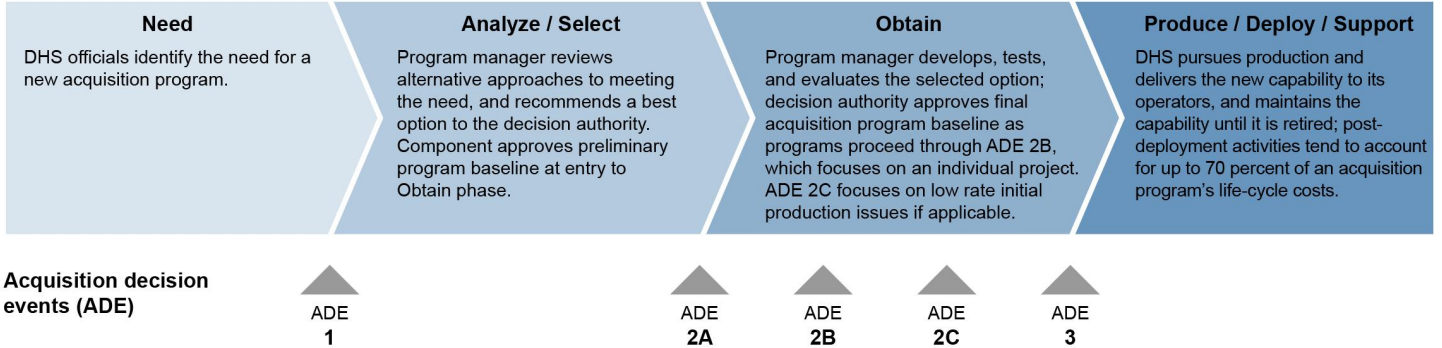 Need
DHS officials identify the need for a
new acquisition program.
Analyze / Select
Program manager reviews
alternative approaches to meeting
the need, and recommends a best
option to the decision authority.
Component approves preliminary
program baseline at entry to
Obtain phase.
Obtain
Program manager develops, tests,
and evaluates the selected option;
decision authority approves final
acquisition program baseline as
programs proceed through ADE 2B,
which focuses on an individual project.
ADE 2C focuses on low rate initial
production issues if applicable.
Produce / Deploy / Support
DHS pursues production and
delivers the new capability to its
operators, and maintains the
capability until it is retired; post-
deployment activities tend to account
for up to 70 percent of an acquisition
program's life-cycle costs.
Acquisition decision
events (ADE)
ADE
1
ADE
2A
ADE
2B
ADE
2C
ADE
3